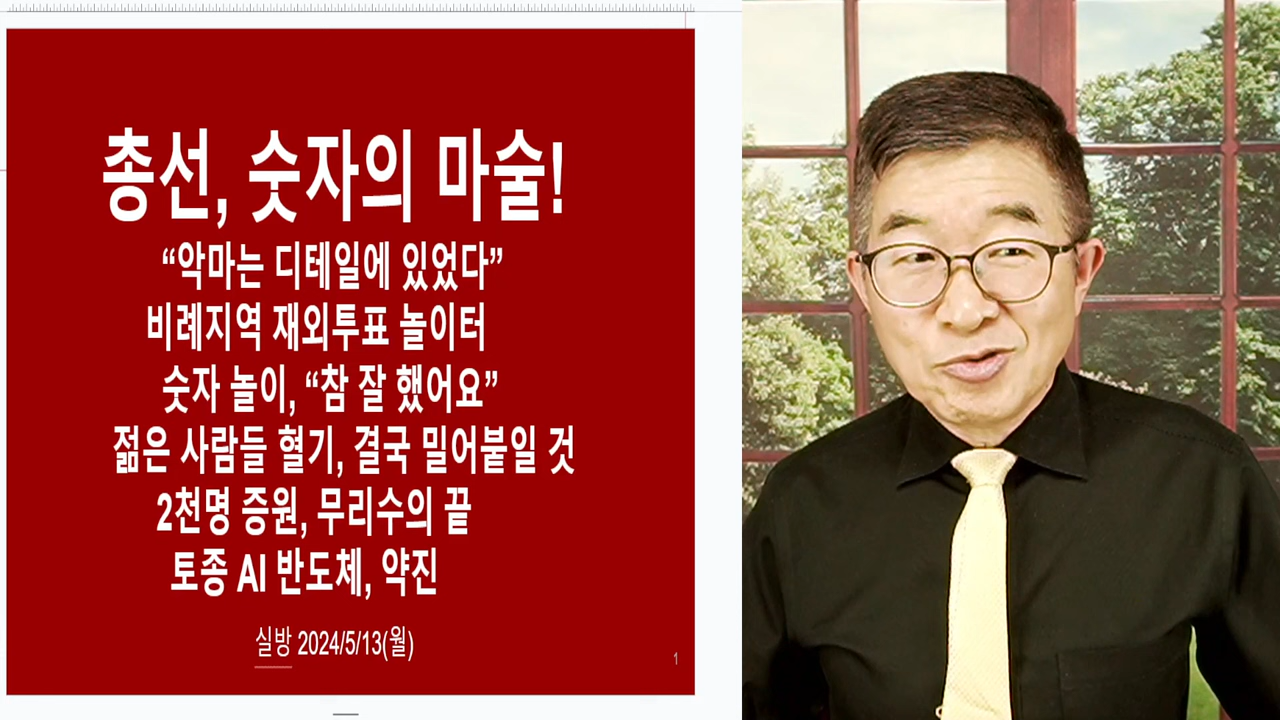 총선, 숫자의 마술!
“악마는 디테일에 있었다”
비례지역 재외투표 놀이터
숫자 놀이, “참 잘 했어요”
젊은 사람들 혈기, 결국 밀어붙일 것
2천명 증원, 무리수의 끝
토종 AI 반도체, 약진
실방 2024/5/13(월)
1